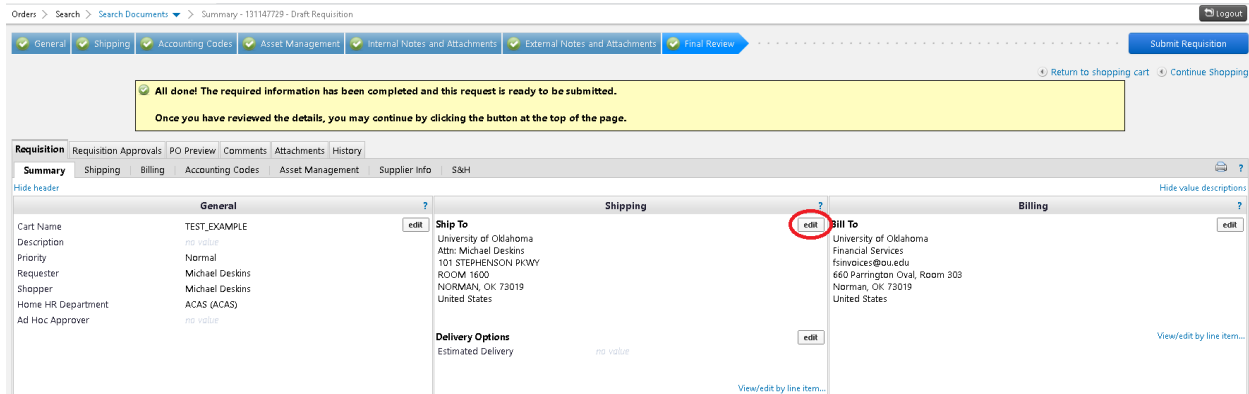 Orders > Search > Search Documents > Summary - 131147729 - Draft Requisition Logout
General Shipping Accounting Codes Asset Management Internal Notes and Attachments External Notes and Attachments Final Review Submit Requisition
Return to shopping cart Continue Shopping
All done! The required information has been completed and this request is ready to be submitted.
Once you have reviewed the details, you may continue by clicking the button at the top of the page.
Requisition Requisition Approvals PO Preview Comments Attachments History
Summary Shipping Billing Accounting Codes Asset Management Supplier Info S&H ?
Hide header Hide value descriptions
General ? Shipping ? Billing ?
Cart Name TEST_EXAMPLE edit Ship To edit Bill To edit
Description no value University of Oklahoma University of Oklahoma
Priority Normal Attn: Michael Deskins Financial Services
Requester Michael Deskins 101 STEPHENSON PKWY fsinvoices@ou.edu
Shopper Michael Deskins ROOM 1600 660 Parrington Oval, Room 303
Home HR Department ACAS (ACAS) NORMAN, OK 73019 Norman, OK 73019
Ad Hoc Approver no value United States United States
Delivery Options edit View/edit by line item...
Estimated Delivery no value
View/edit by line item...